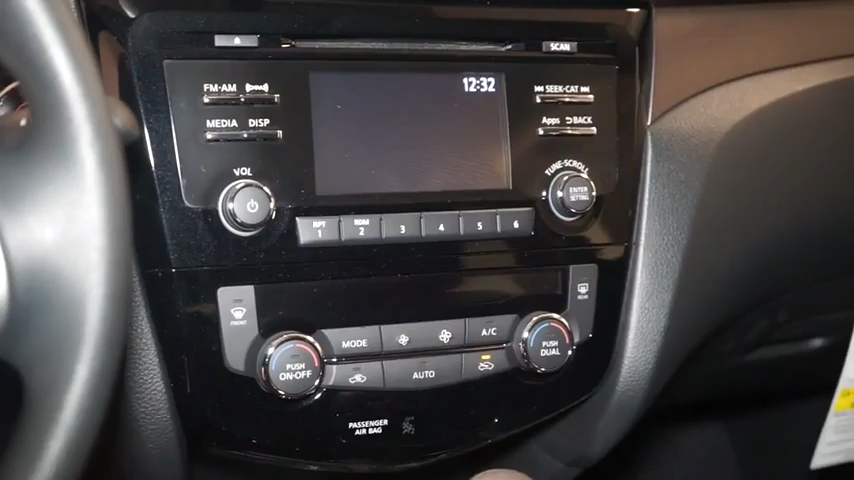 SCAN
12:32
FM·AM
SEEK·CAT
MEDIA DISP
Apps BACK
VOL
TUNE·SCROLL
ENTER
SETTING
RPT
1
RDM
2
3
4
5
6
FRONT
REAR
MODE
A/C
PUSH
ON·OFF
AUTO
PUSH
DUAL
PASSENGER
AIR BAG